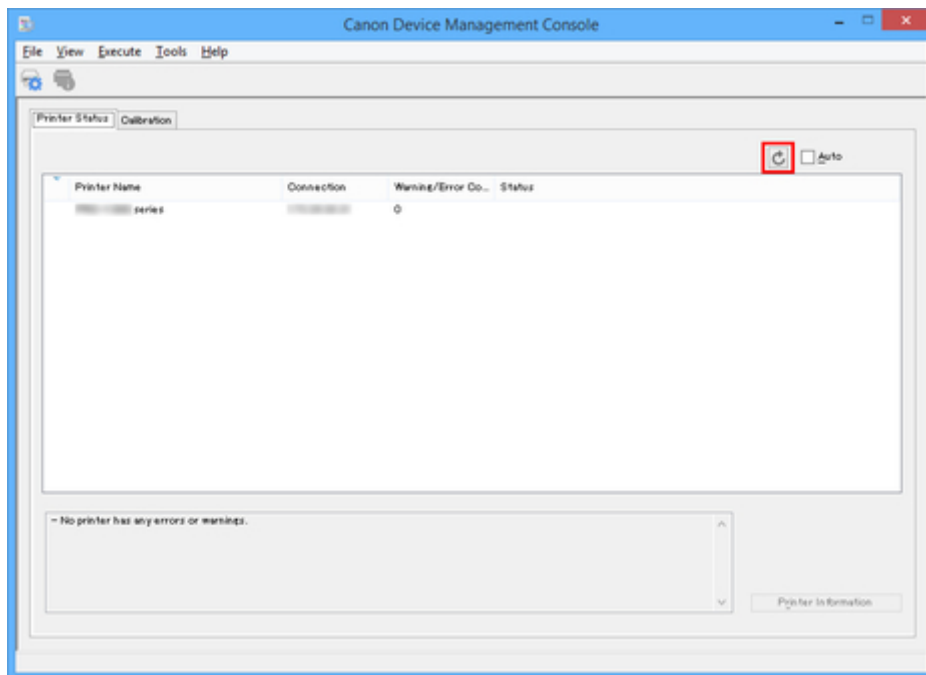 Canon Device Management Console
File View Execute Tools Help
Printer Status Calibration
Auto
Printer Name Connection Warning/Error Co... Status
series 0
- No printer has any errors or warnings.
Printer Information